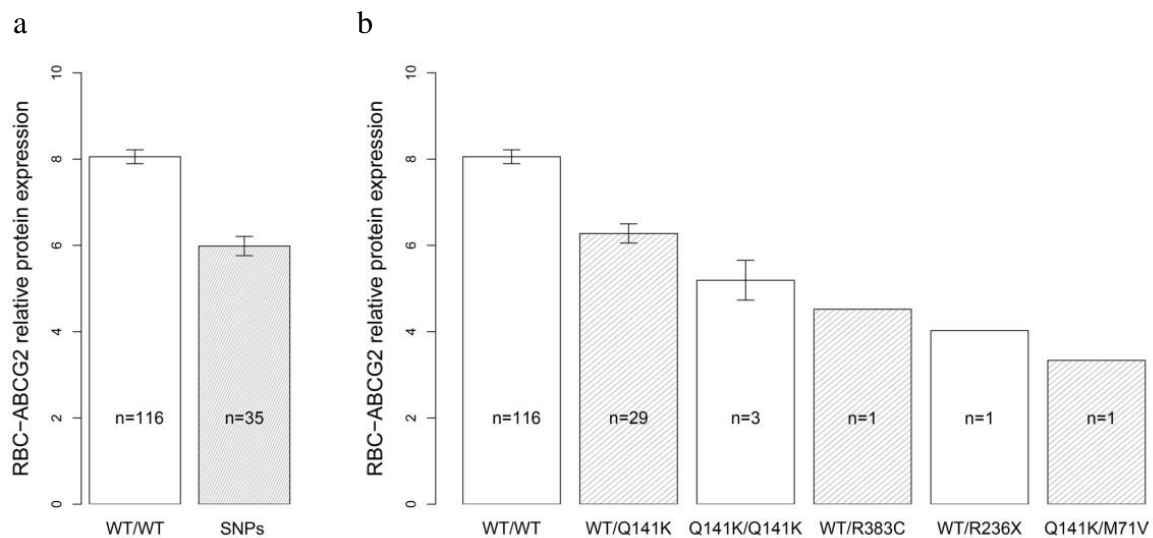 a
b
RBC−ABCG2 relative protein expression
10
8
6
4
2
0
n=116
n=35
WT/WT
SNPs
RBC−ABCG2 relative protein expression
10
8
6
4
2
0
n=116
n=29
n=3
n=1
n=1
n=1
WT/WT
WT/Q141K
Q141K/Q141K
WT/R383C
WT/R236X
Q141K/M71V